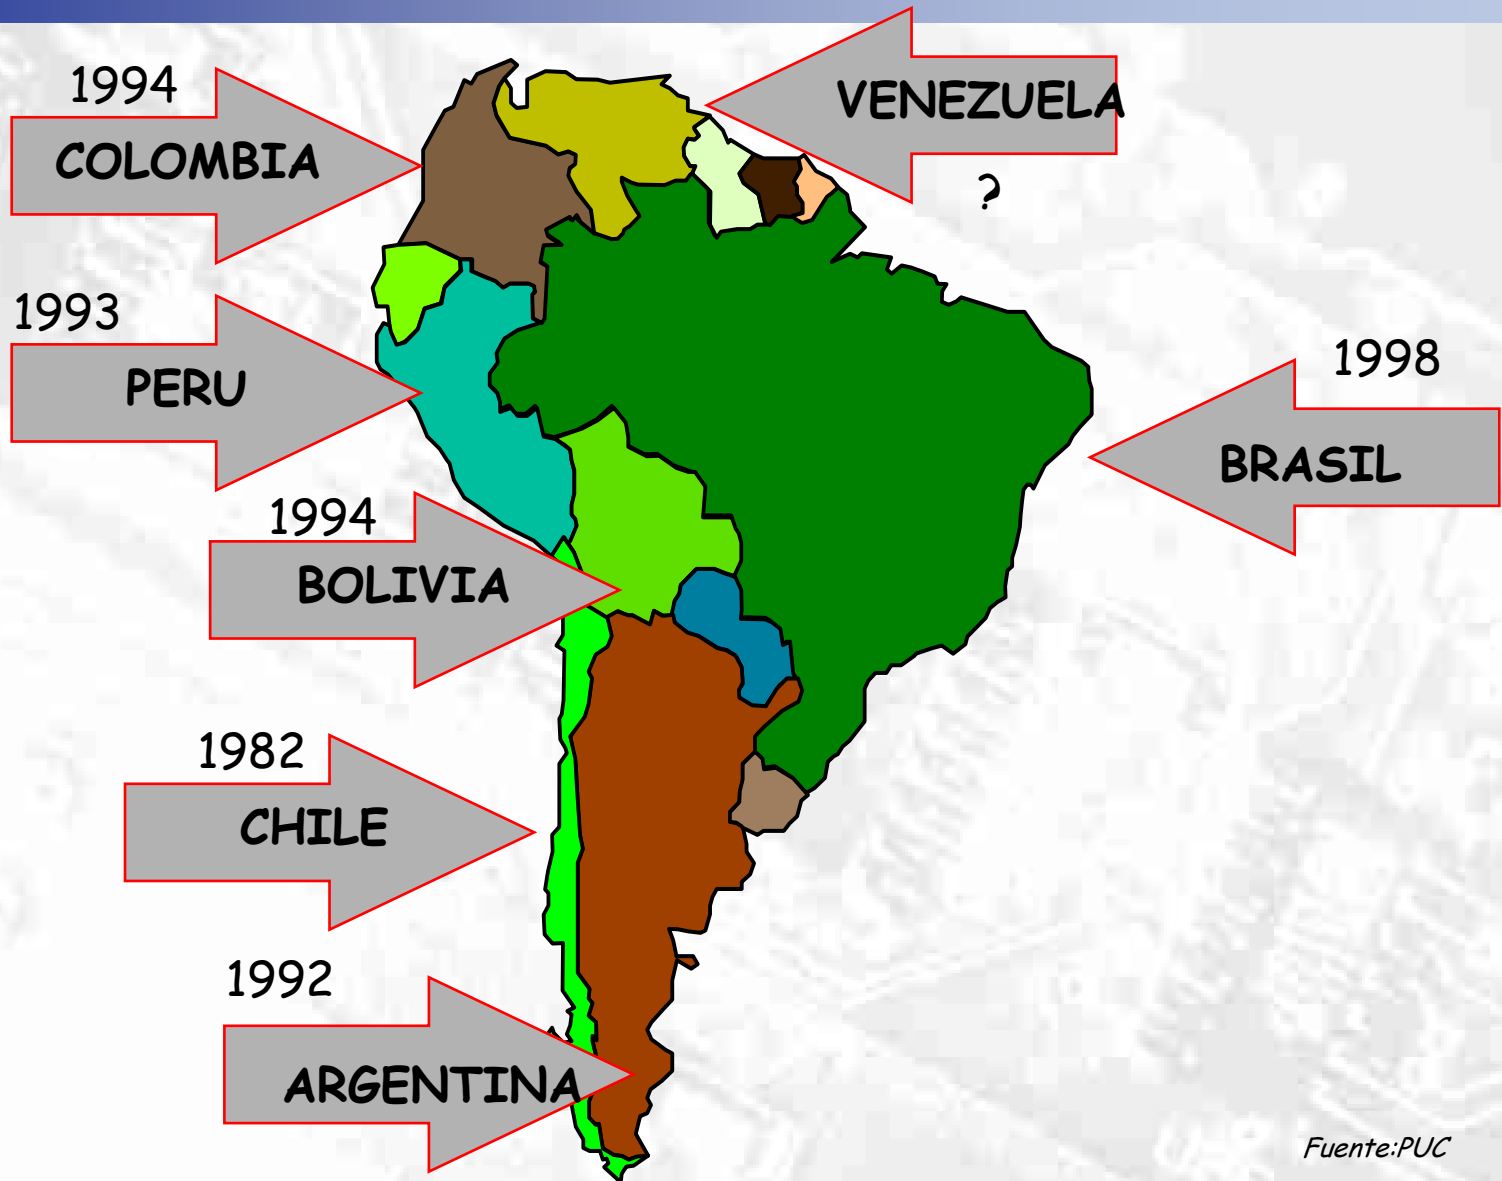 1994
COLOMBIA
VENEZUELA
?
1993
PERU
1998
BRASIL
1994
BOLIVIA
1982
CHILE
1992
ARGENTINA
Fuente:PUC